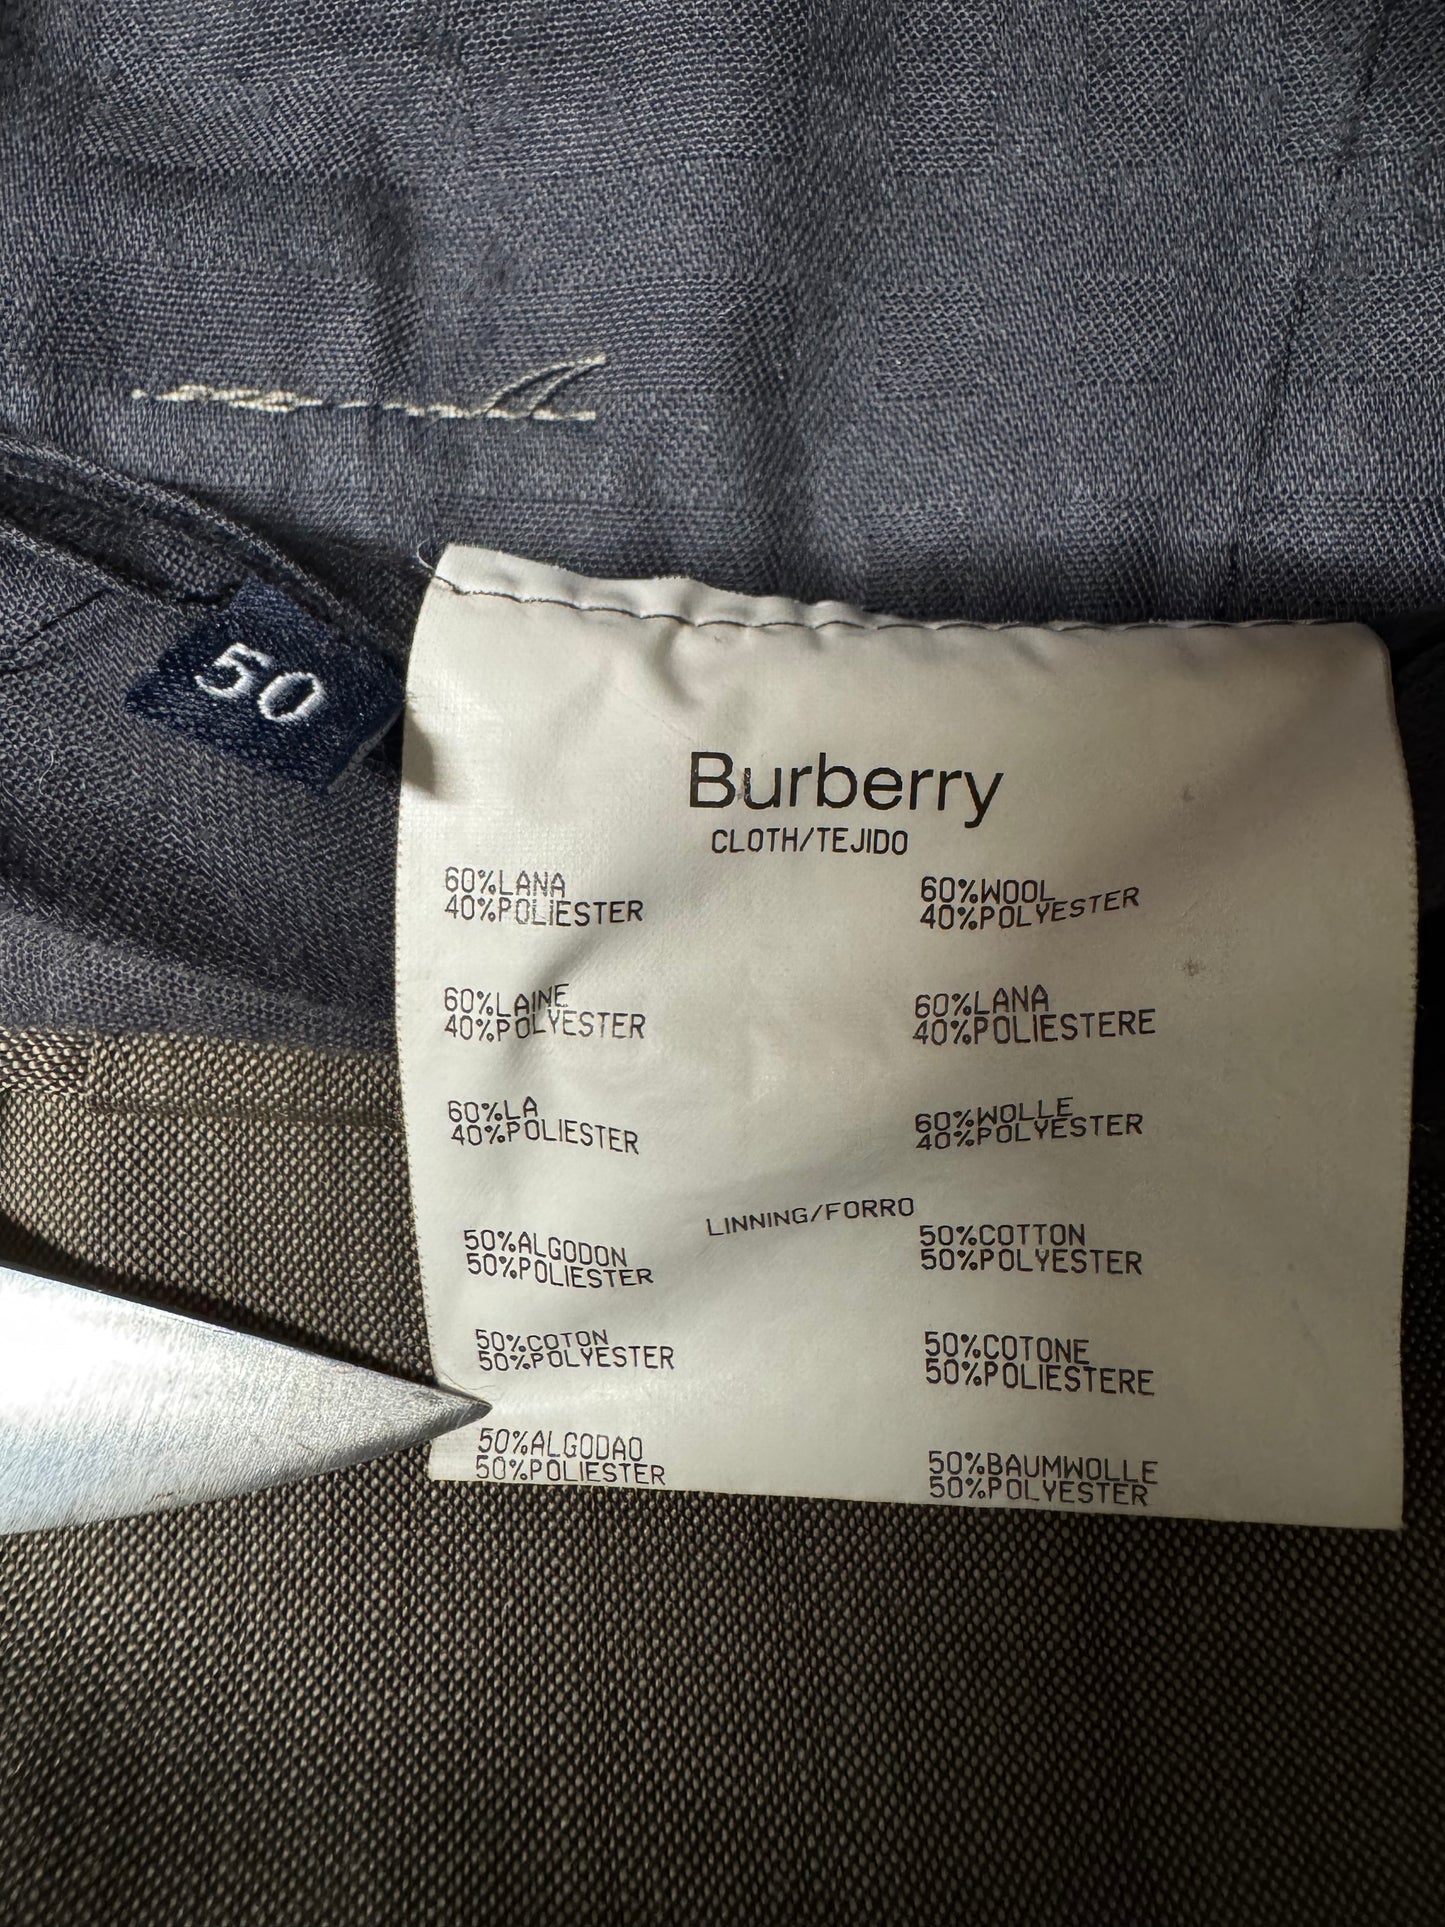 50
Burberry
CLOTH/TEJIDO
60%LANA
40%POLIESTER
60%WOOL
40%POLYESTER
60%LAINE
40%POLYESTER
60%LANA
40%POLIESTERE
60%LA
40%POLIESTER
60%WOLLE
40%POLYESTER
LINNING/FORRO
50%ALGODON
50%POLIESTER
50%COTTON
50%POLYESTER
50%COTON
50%POLYESTER
50%COTONE
50%POLIESTERE
50%ALGODAO
50%POLIESTER
50%BAUMWOLLE
50%POLYESTER